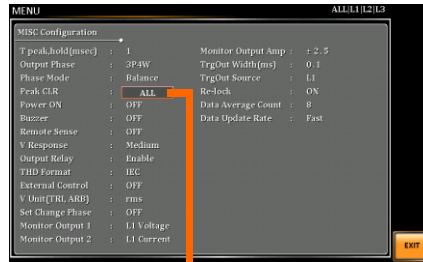 MENU ALL|L1|L2|L3
MISC Configuration
T peak,hold(msec) : 1
Output Phase : 3P4W
Phase Mode : Balance
Peak CLR : ALL
Power ON : OFF
Buzzer : OFF
Remote Sense : OFF
V Response : Medium
Output Relay : Enable
THD Format : IEC
External Control : OFF
V Unit(TRI, ARB) : rms
Set Change Phase : OFF
Monitor Output 1 : L1 Voltage
Monitor Output 2 : L1 Current
Monitor Output Amp : ± 2.5
TrgOut Width(ms) : 0.1
TrgOut Source : L1
Re-lock : ON
Data Average Count : 8
Data Update Rate : Fast
EXIT